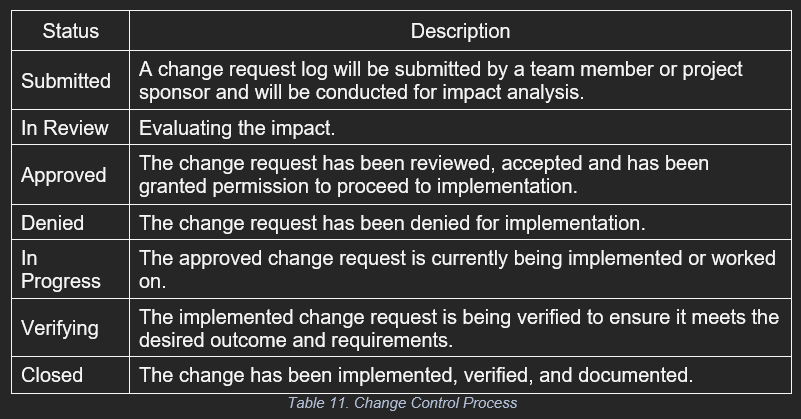 Status Description
Submitted A change request log will be submitted by a team member or project
sponsor and will be conducted for impact analysis.
In Review Evaluating the impact.
Approved The change request has been reviewed, accepted and has been
granted permission to proceed to implementation.
Denied The change request has been denied for implementation.
In
Progress
The approved change request is currently being implemented or worked
on.
Verifying The implemented change request is being verified to ensure it meets the
desired outcome and requirements.
Closed The change has been implemented, verified, and documented.
Table 11. Change Control Process